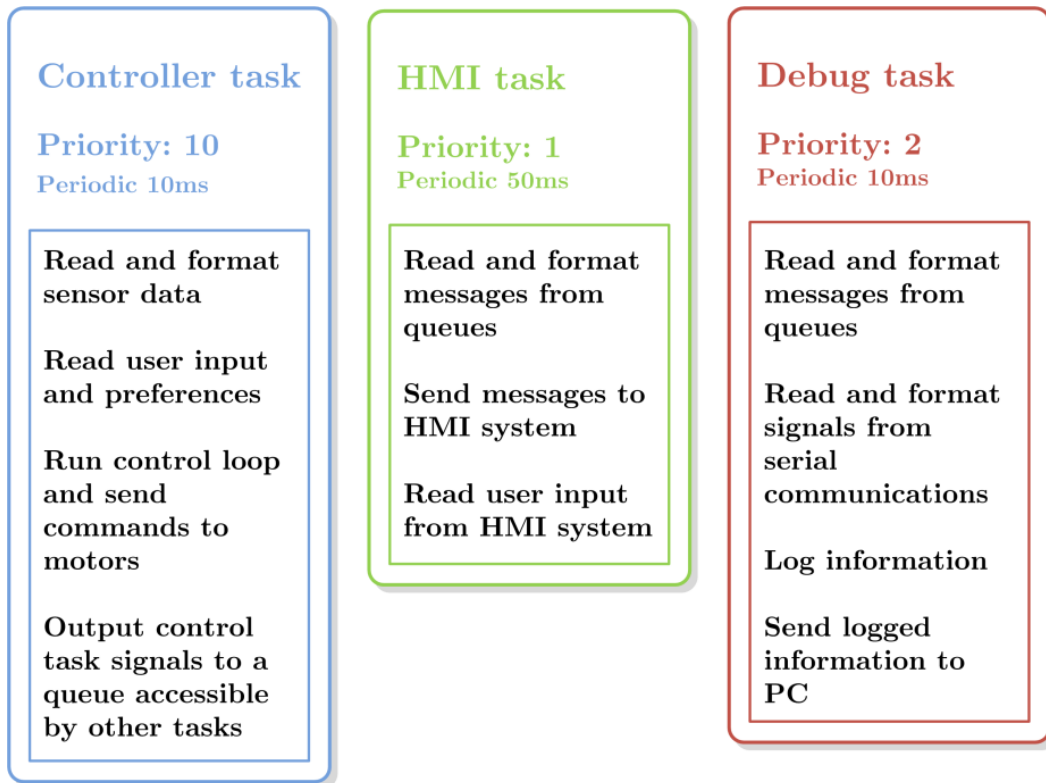 Controller task
Priority: 10
Periodic 10ms
Read and format
sensor data
Read user input
and preferences
Run control loop
and send
commands to
motors
Output control
task signals to a
queue accessible
by other tasks
HMI task
Priority: 1
Periodic 50ms
Read and format
messages from
queues
Send messages to
HMI system
Read user input
from HMI system
Debug task
Priority: 2
Periodic 10ms
Read and format
messages from
queues
Read and format
signals from
serial
communications
Log information
Send logged
information to
PC